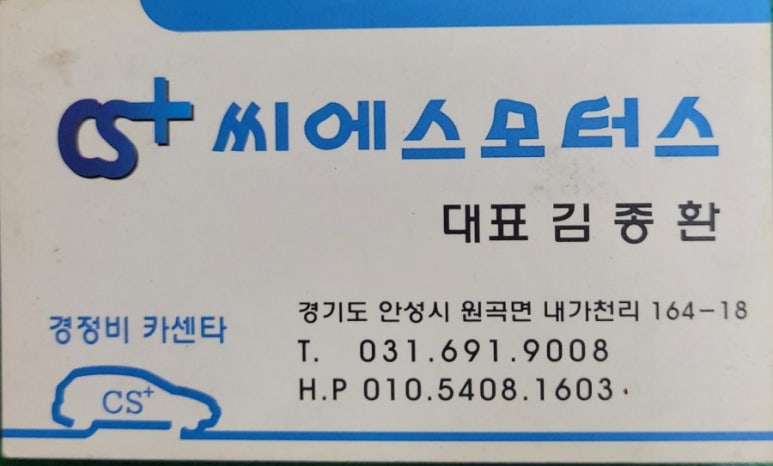 CS+ 씨에스모터스
대표 김종환
경정비 카센타
CS+
경기도 안성시 원곡면 내가천리 164-18
T. 031.691.9008
H.P 010.5408.1603